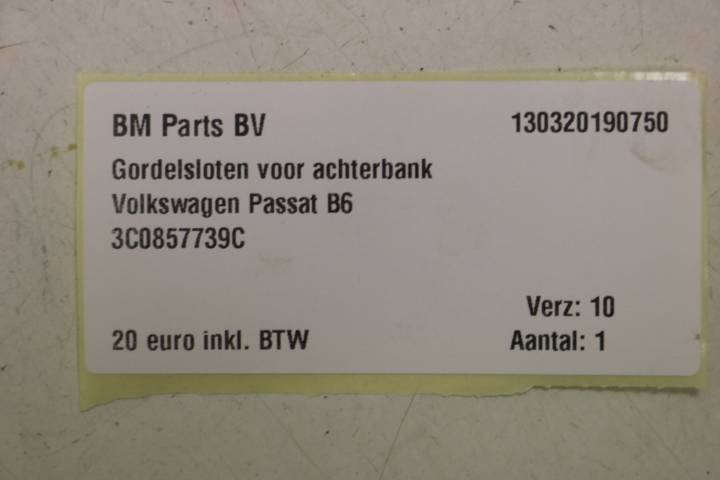 BM Parts BV 130320190750
Gordelsloten voor achterbank
Volkswagen Passat B6
3C0857739C
Verz: 10
20 euro inkl. BTW Aantal: 1